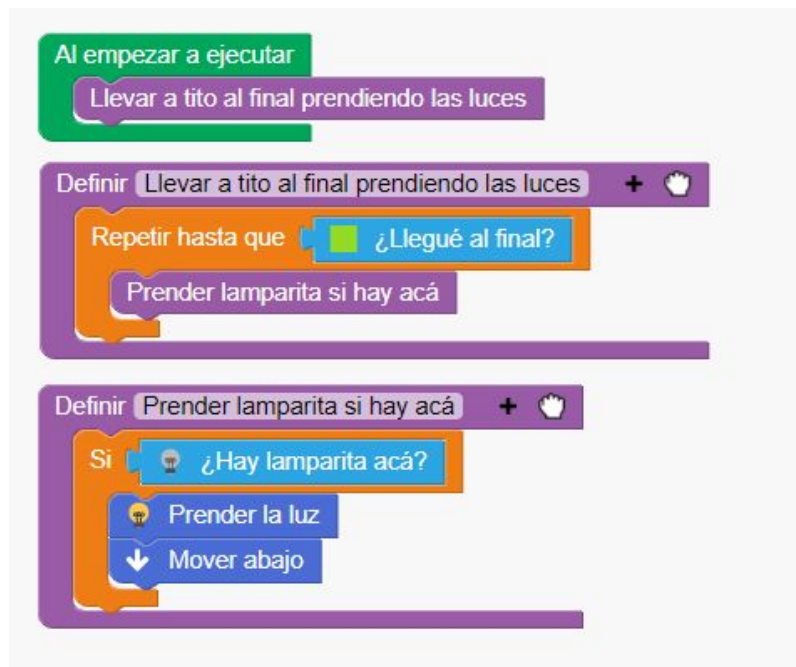 Al empezar a ejecutar
Llevar a tito al final prendiendo las luces
Definir Llevar a tito al final prendiendo las luces +
Repetir hasta que ¿Llegué al final?
Prender lamparita si hay acá
Definir Prender lamparita si hay acá +
Si ¿Hay lamparita acá?
Prender la luz
Mover abajo